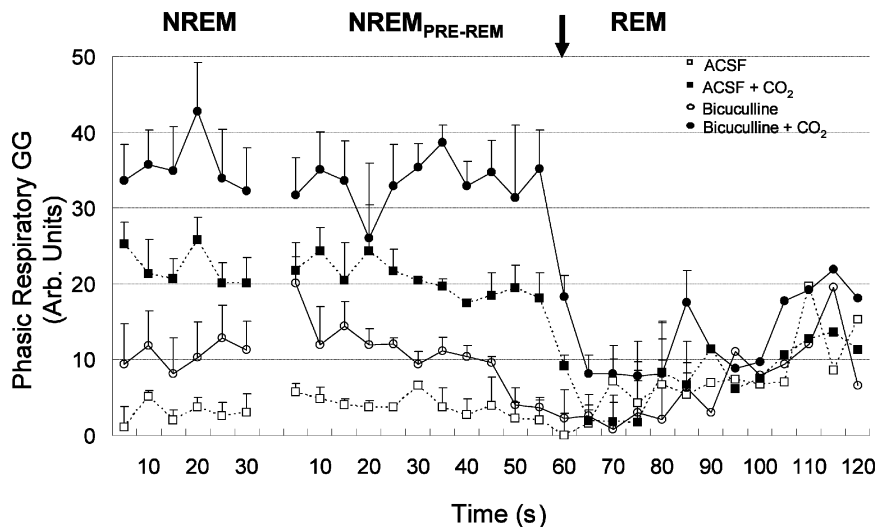 NREM NREMPRE-REM REM
50
ACSF
ACSF + CO2
Bicuculline
Bicuculline + CO2
40
30
20
10
0
Phasic Respiratory GG
(Arb. Units)
10 20 30 10 20 30 40 50 60 70 80 90 100 110 120
Time (s)